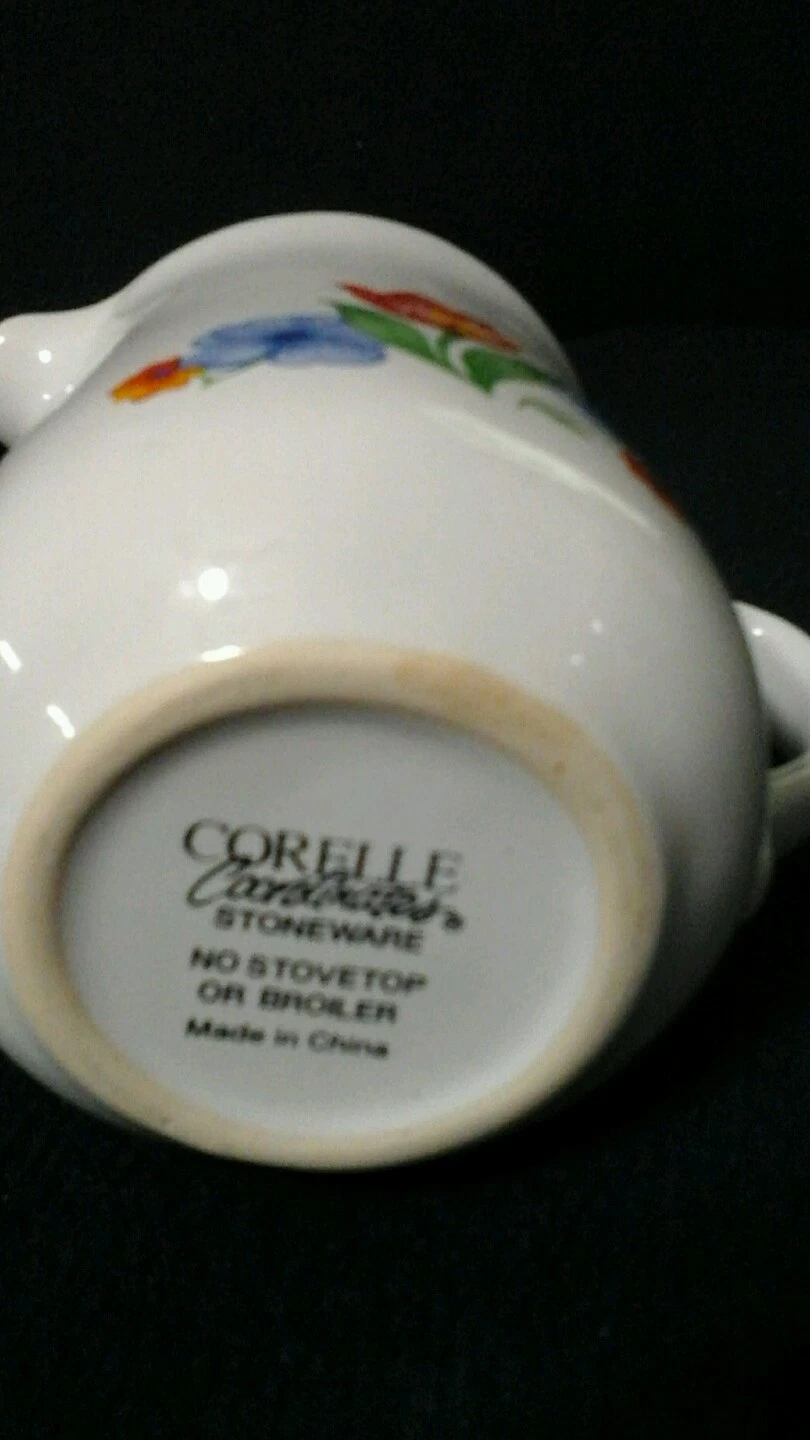 CORELLE
Coordinates®
STONEWARE
NO STOVETOP
OR BROILER
Made in China